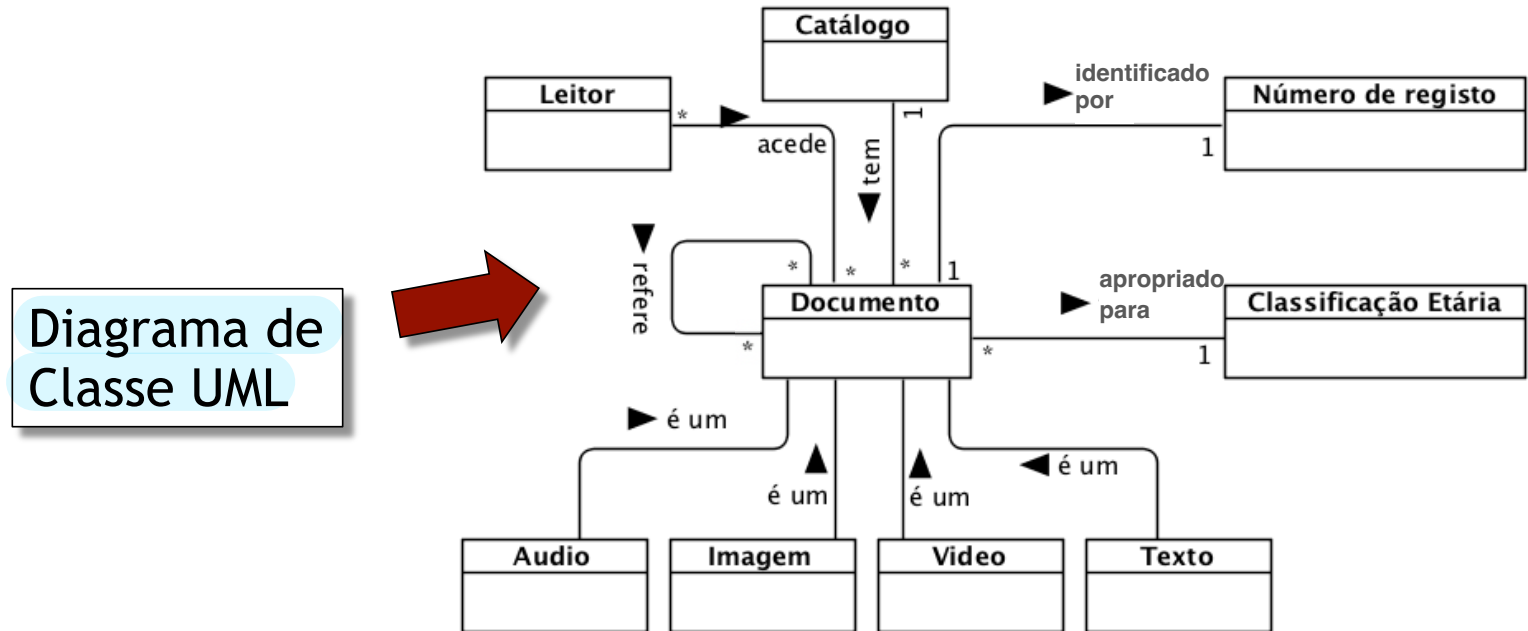 Catálogo
Leitor
*
acede
1
tem
identificado
por
Número de registo
1
refere
*
*
*
*
1
Documento
apropriado
para
*
1
Classificação Etária
Diagrama de
Classe UML
é um
é um
é um
é um
Audio
Imagem
Video
Texto